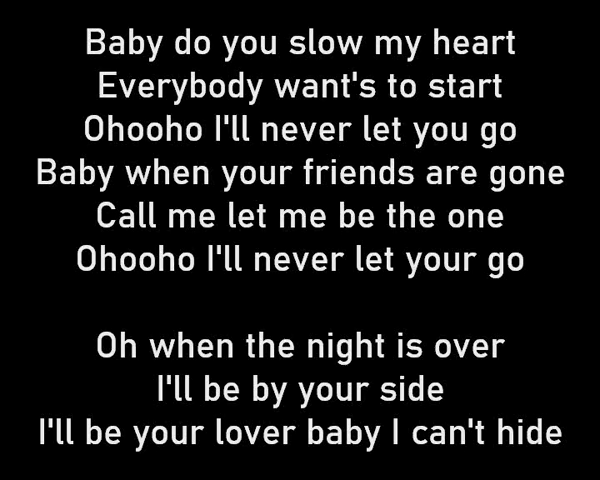 Baby do you slow my heart
Everybody want's to start
Ohooho I'll never let you go
Baby when your friends are gone
Call me let me be the one
Ohooho I'll never let your go
Oh when the night is over
I'll be by your side
I'll be your lover baby I can't hide